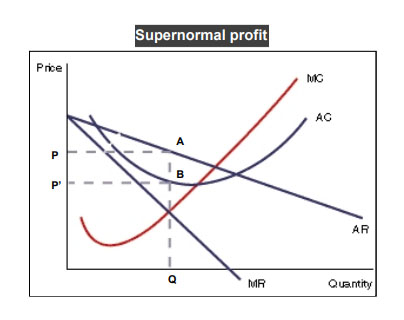 Supernormal profit
Price
MC
AC
A
P
B
P'
AR
Q
MR
Quantity